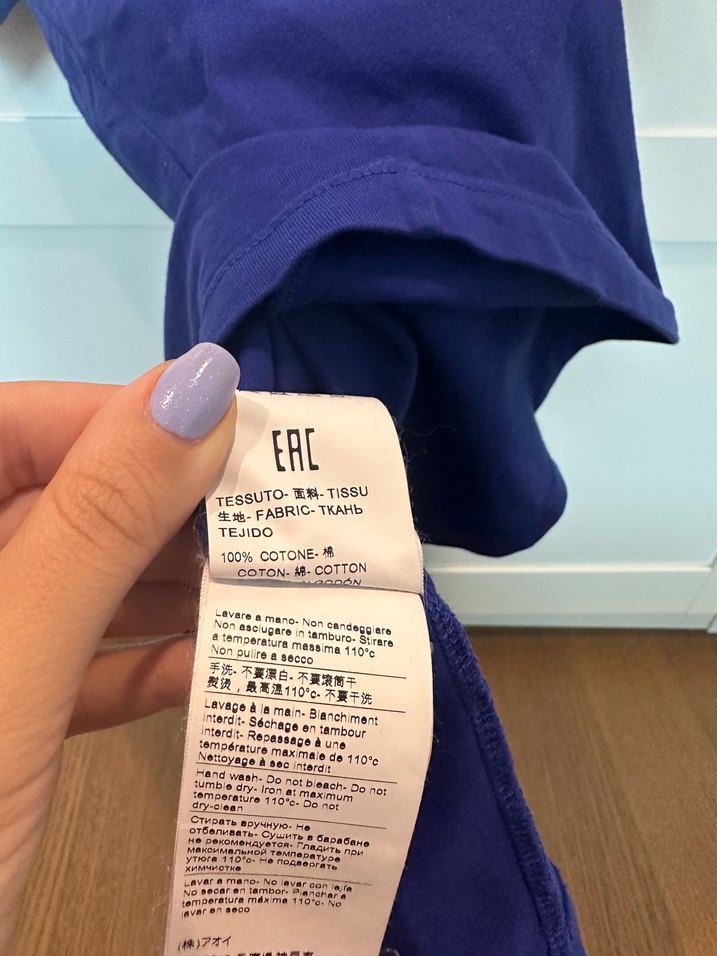 EAC
TESSUTO- 面料- TISSU
生地- FABRIC- ТКАНЬ
TEJIDO
100% COTONE- 棉
COTON- 綿- COTTON
ALGODÓN
Lavare a mano- Non candeggiare
Non asciugare in tamburo- Stirare
a temperatura massima 110°c
Non pulire a secco
手洗- 不要漂白- 不要滚筒干
熨烫，最高温110°c- 不要干洗
Lavage à la main- Blanchiment
interdit- Séchage en tambour
interdit- Repassage à une
température maximale de 110°c
Nettoyage à sec interdit
Hand wash- Do not bleach- Do not
tumble dry- Iron at maximum
temperature 110°c- Do not
dry-clean
Стирать вручную- Не
отбеливать- Сушить в барабане
не рекомендуется- Гладить при
максимальной температуре
утюга 110°c- Не подвергать
химчистке
Lavar a mano- No lavar con lejía
No secar en tambor- Planchar a
temperatura máxima 110°c- No
lavar en seco
(株)アオイ